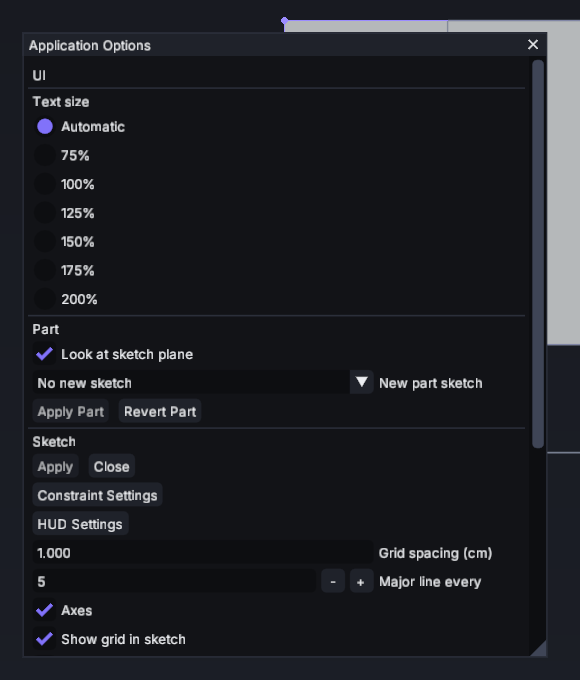 Application Options
UI
Text size
Automatic
75%
100%
125%
150%
175%
200%
Part
Look at sketch plane
No new sketch New part sketch
Apply Part Revert Part
Sketch
Apply Close
Constraint Settings
HUD Settings
1.000 Grid spacing (cm)
5 - + Major line every
Axes
Show grid in sketch